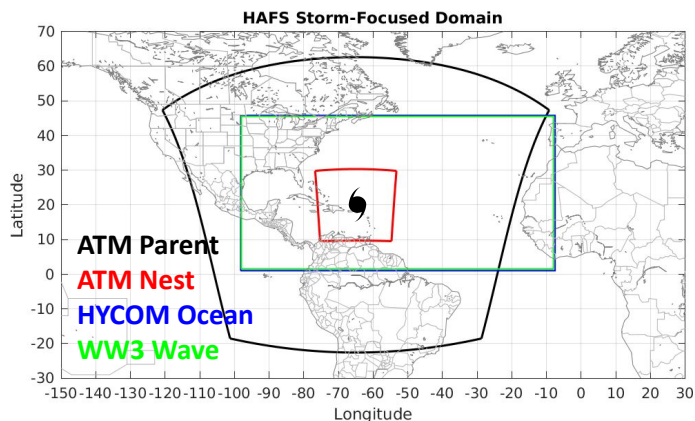 HAFS Storm-Focused Domain
70
60
50
40
30
20
10
0
-10
-20
-30
Latitude
ATM Parent
ATM Nest
HYCOM Ocean
WW3 Wave
-150 -140 -130 -120 -110 -100 -90 -80 -70 -60 -50 -40 -30 -20 -10 0 10 20 30
Longitude